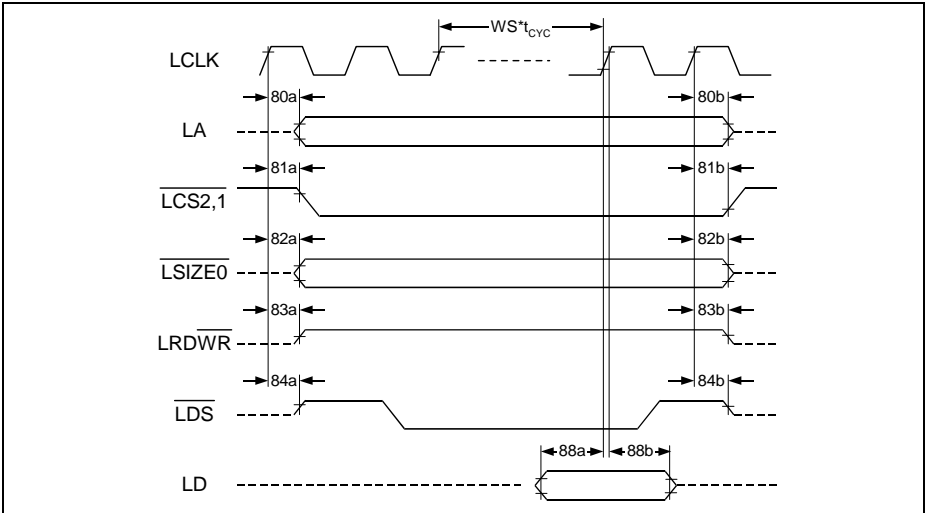 WS*tCYC
LCLK
80a 80b
LA
81a 81b
LCS2,1
82a 82b
LSIZE0
83a 83b
LRDWR
84a 84b
LDS
88a 88b
LD